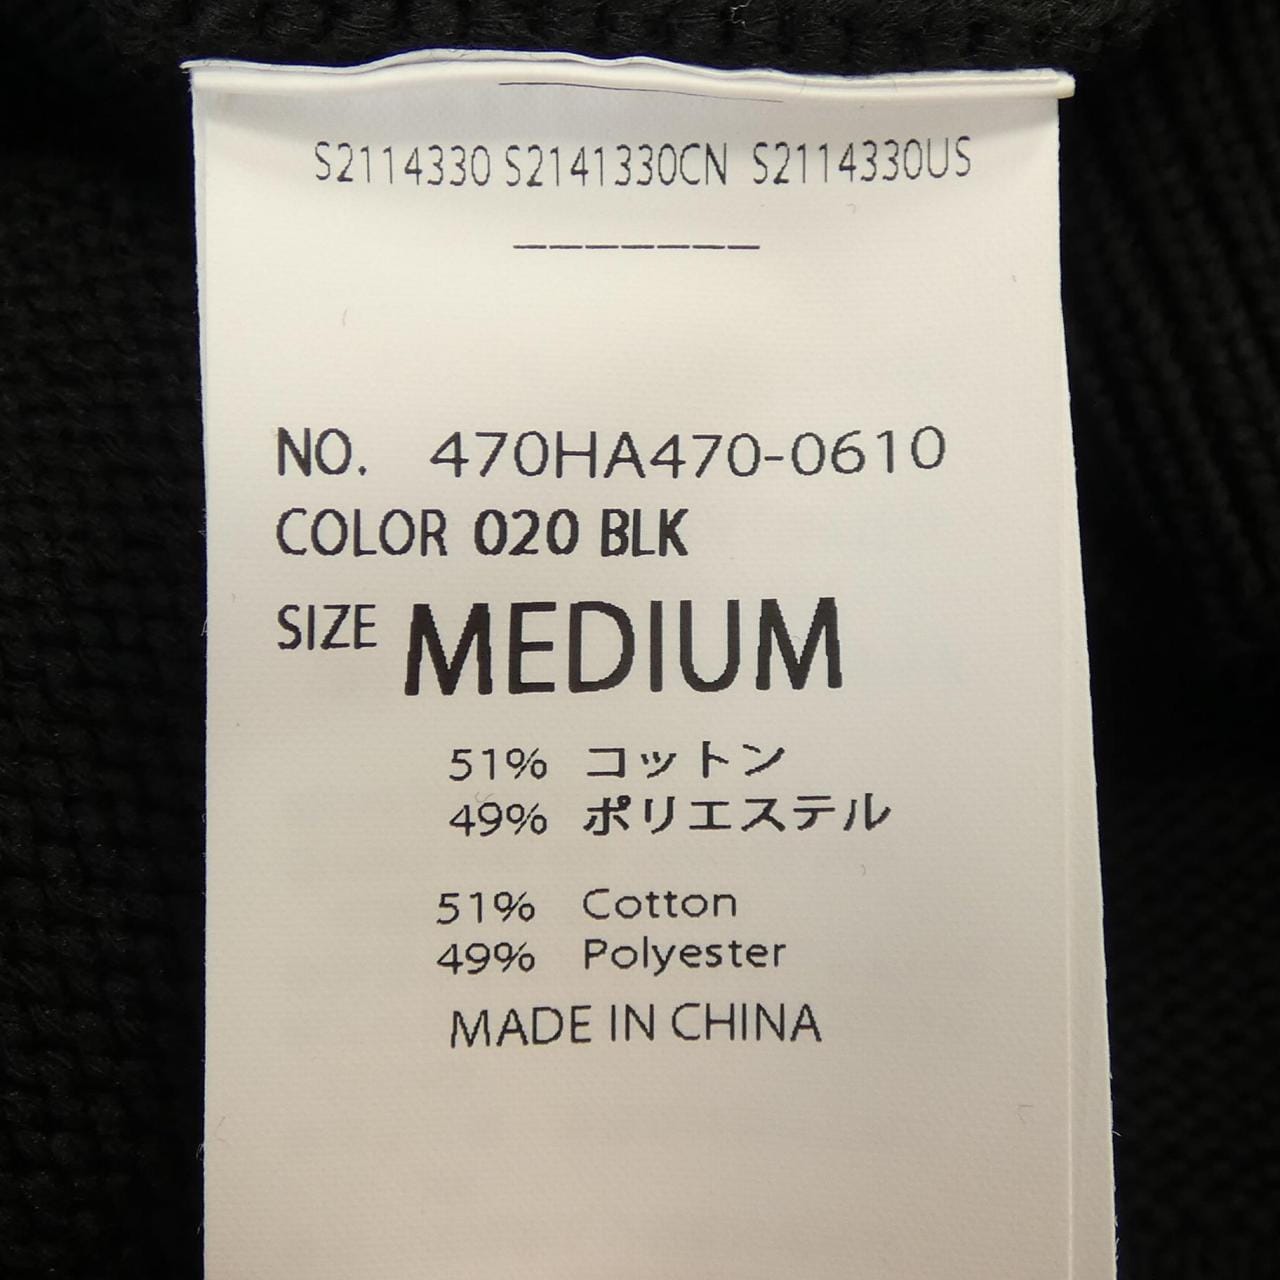 S2114330 S2141330CN S2114330US
_______
NO. 470HA470-0610
COLOR 020 BLK
SIZE MEDIUM
51% コットン
49% ポリエステル
51% Cotton
49% Polyester
MADE IN CHINA